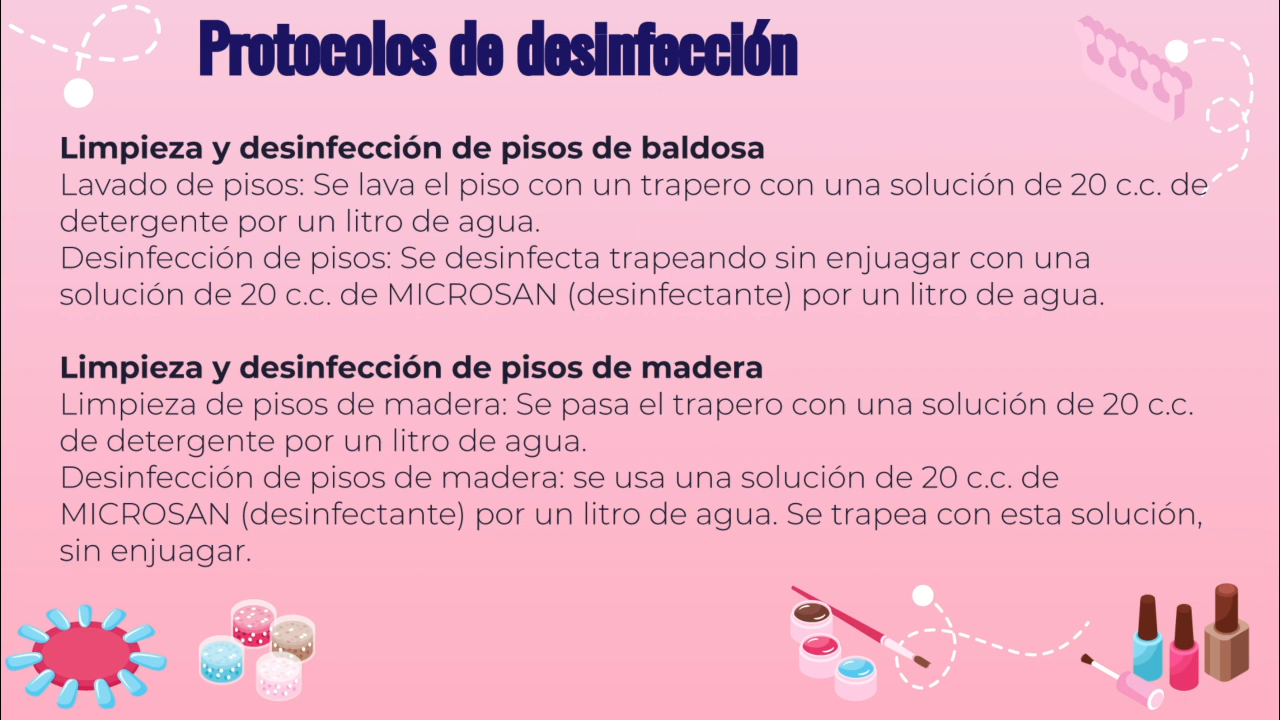 Protocolos de desinfección
Limpieza y desinfección de pisos de baldosa
Lavado de pisos: Se lava el piso con un trapero con una solución de 20 c.c. de
detergente por un litro de agua.
Desinfección de pisos: Se desinfecta trapeando sin enjuagar con una
solución de 20 c.c. de MICROSAN (desinfectante) por un litro de agua.
Limpieza y desinfección de pisos de madera
Limpieza de pisos de madera: Se pasa el trapero con una solución de 20 c.c.
de detergente por un litro de agua.
Desinfección de pisos de madera: se usa una solución de 20 c.c. de
MICROSAN (desinfectante) por un litro de agua. Se trapea con esta solución,
sin enjuagar.